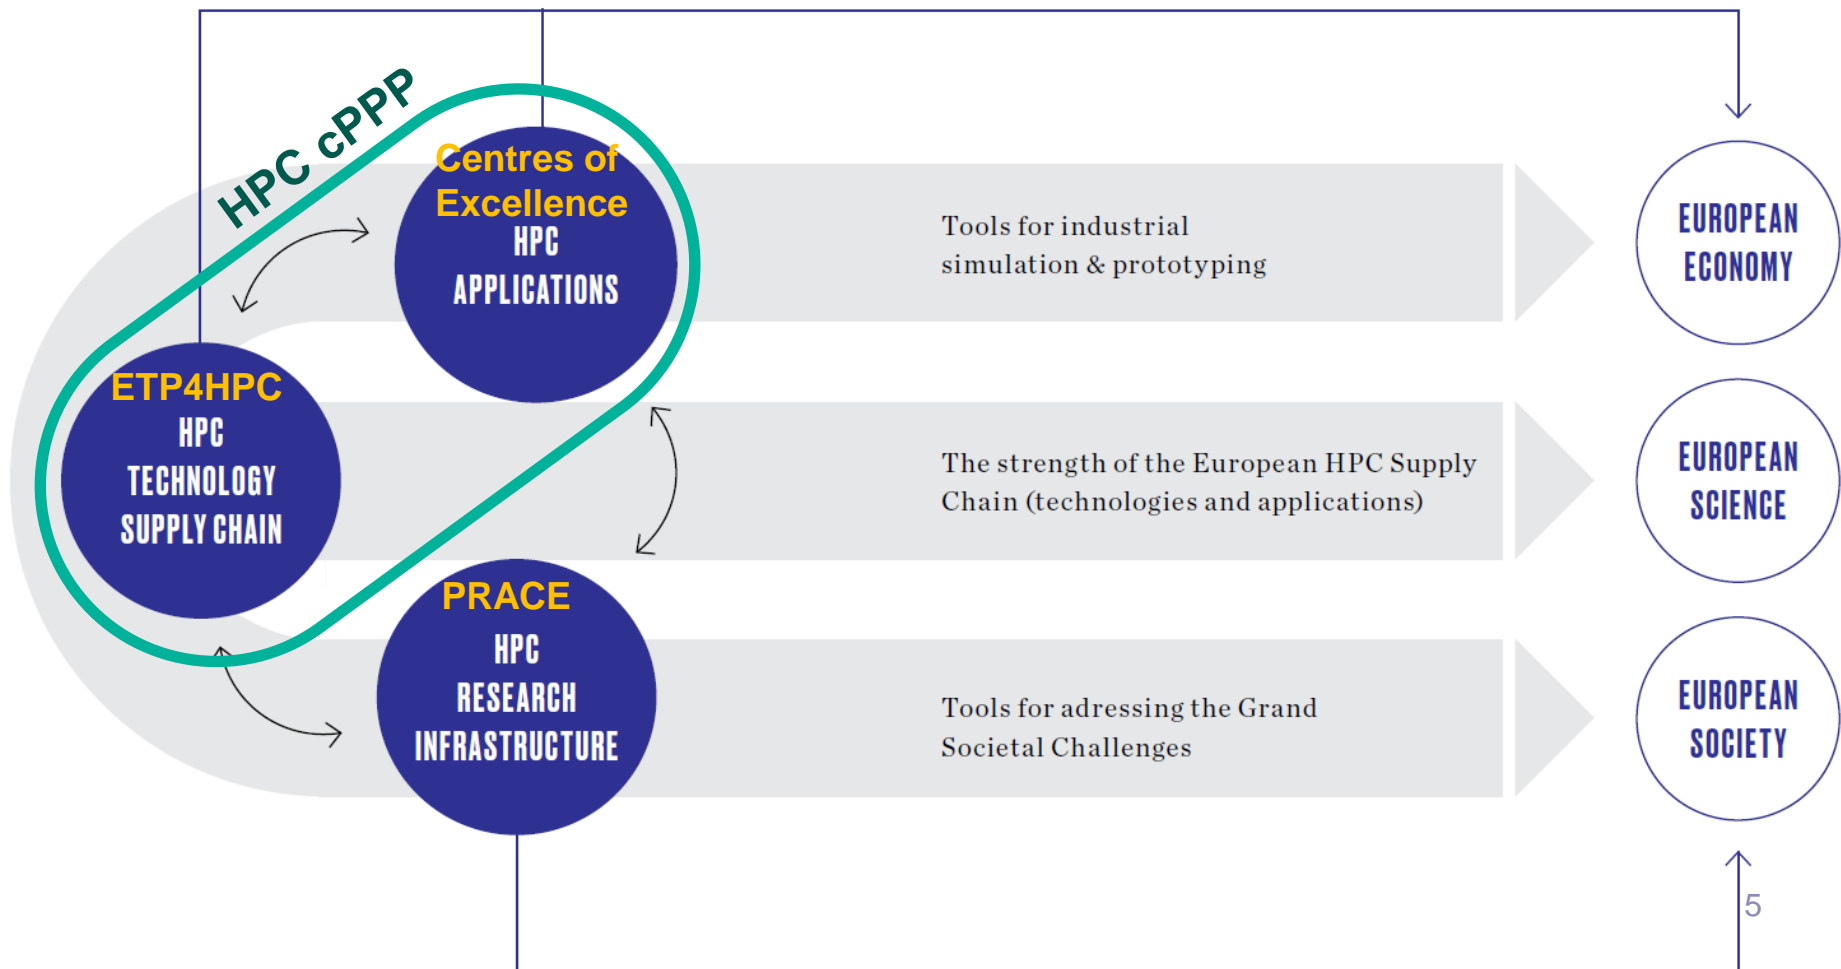 HPC cPPP
Centres of
Excellence
HPC
APPLICATIONS
Tools for industrial
simulation & prototyping
EUROPEAN
ECONOMY
ETP4HPC
HPC
TECHNOLOGY
SUPPLY CHAIN
The strength of the European HPC Supply
Chain (technologies and applications)
EUROPEAN
SCIENCE
PRACE
HPC
RESEARCH
INFRASTRUCTURE
Tools for adressing the Grand
Societal Challenges
EUROPEAN
SOCIETY
5